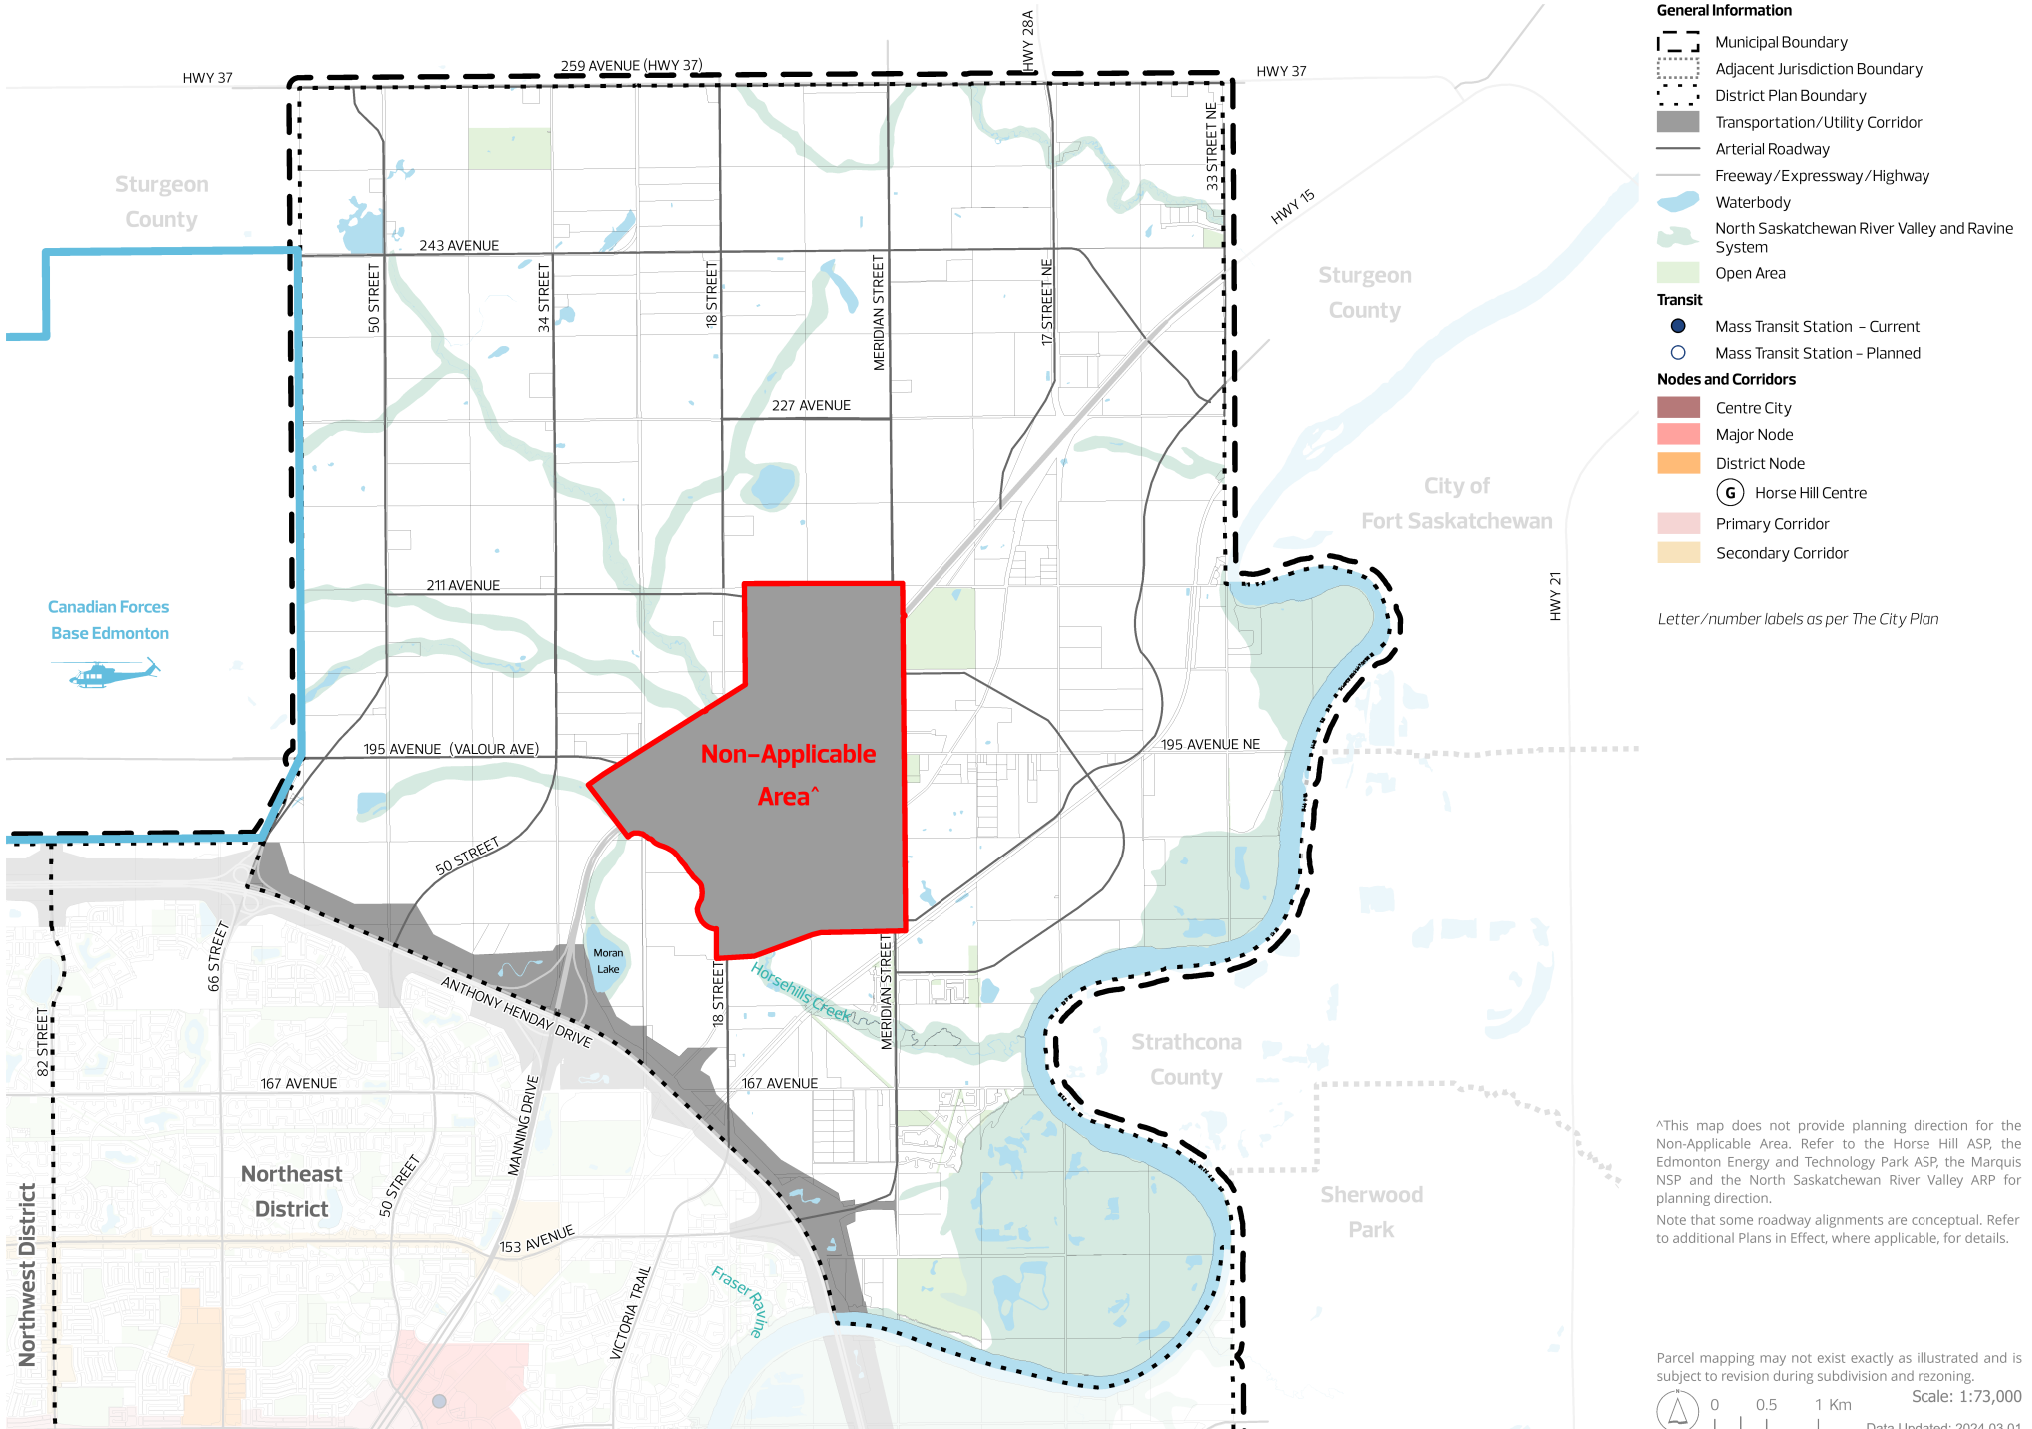 HWY 28A
259 AVENUE (HWY 37)
HWY 37
HWY 37
33 STREET NE
Sturgeon
County
HWY 15
243 AVENUE
50 STREET
34 STREET
18 STREET
MERIDIAN STREET
17 STREET NE
Sturgeon
County
227 AVENUE
City of
Fort Saskatchewan
211 AVENUE
HWY 21
Canadian Forces
Base Edmonton
195 AVENUE (VALOUR AVE)
195 AVENUE NE
Non-Applicable
Area^
50 STREET
66 STREET
Moran
Lake
ANTHONY HENDAY DRIVE
18 STREET
Horsehills Creek
MERIDIAN STREET
82 STREET
167 AVENUE
167 AVENUE
MANNING DRIVE
Strathcona
County
Northeast
District
50 STREET
Sherwood
Park
Northwest District
153 AVENUE
VICTORIA TRAIL
Fraser Ravine
General Information
Municipal Boundary
Adjacent Jurisdiction Boundary
District Plan Boundary
Transportation/Utility Corridor
Arterial Roadway
Freeway/Expressway/Highway
Waterbody
North Saskatchewan River Valley and Ravine
System
Open Area
Transit
Mass Transit Station - Current
Mass Transit Station - Planned
Nodes and Corridors
Centre City
Major Node
District Node
G Horse Hill Centre
Primary Corridor
Secondary Corridor
Letter/number labels as per The City Plan
^This map does not provide planning direction for the
Non-Applicable Area. Refer to the Horse Hill ASP, the
Edmonton Energy and Technology Park ASP, the Marquis
NSP and the North Saskatchewan River Valley ARP for
planning direction.
Note that some roadway alignments are conceptual. Refer
to additional Plans in Effect, where applicable, for details.
Parcel mapping may not exist exactly as illustrated and is
subject to revision during subdivision and rezoning.
Scale: 1:73,000
N
0 0.5 1 Km
Data Updated: 2024.03.01